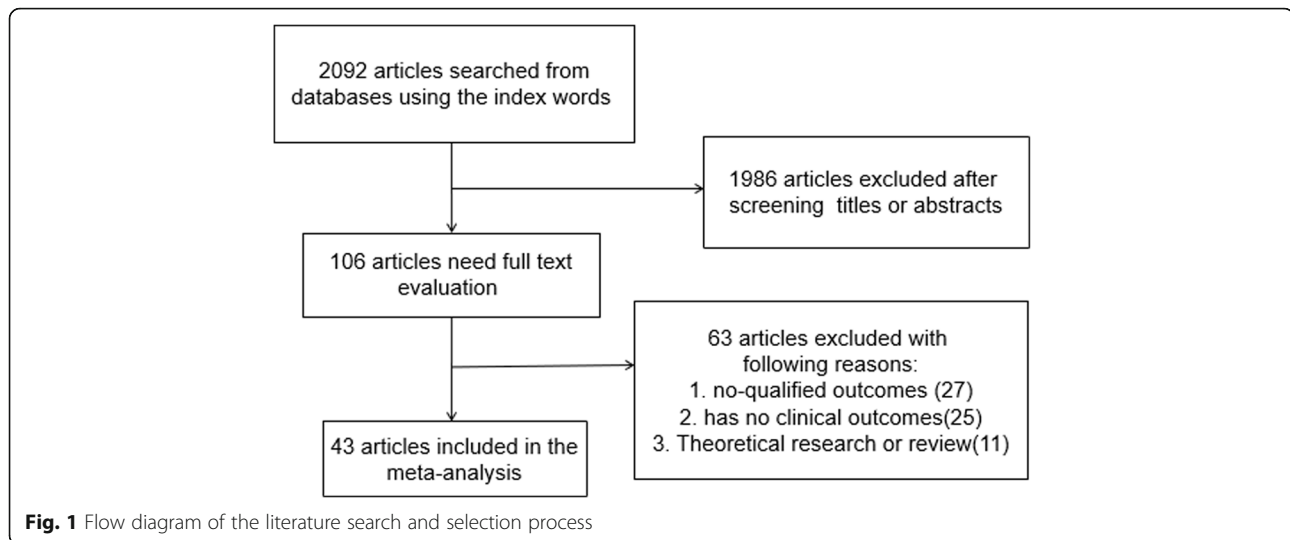 2092 articles searched from
databases using the index words
1986 articles excluded after
screening titles or abstracts
106 articles need full text
evaluation
63 articles excluded with
following reasons:
1. no-qualified outcomes (27)
2. has no clinical outcomes(25)
3. Theoretical research or review(11)
43 articles included in the
meta-analysis
Fig. 1 Flow diagram of the literature search and selection process